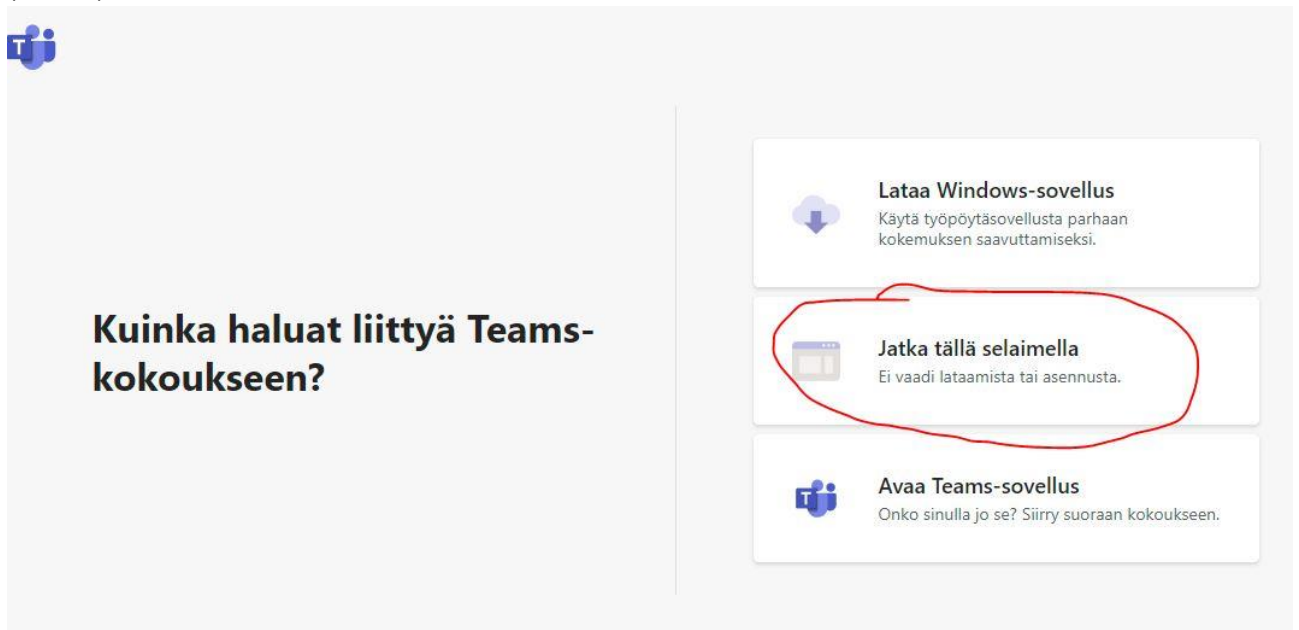 Kuinka haluat liittyä Teams-
kokoukseen?
Lataa Windows-sovellus
Käytä työpöytäsovellusta parhaan
kokemuksen saavuttamiseksi.
Jatka tällä selaimella
Ei vaadi lataamista tai asennusta.
Avaa Teams-sovellus
Onko sinulla jo se? Siirry suoraan kokoukseen.